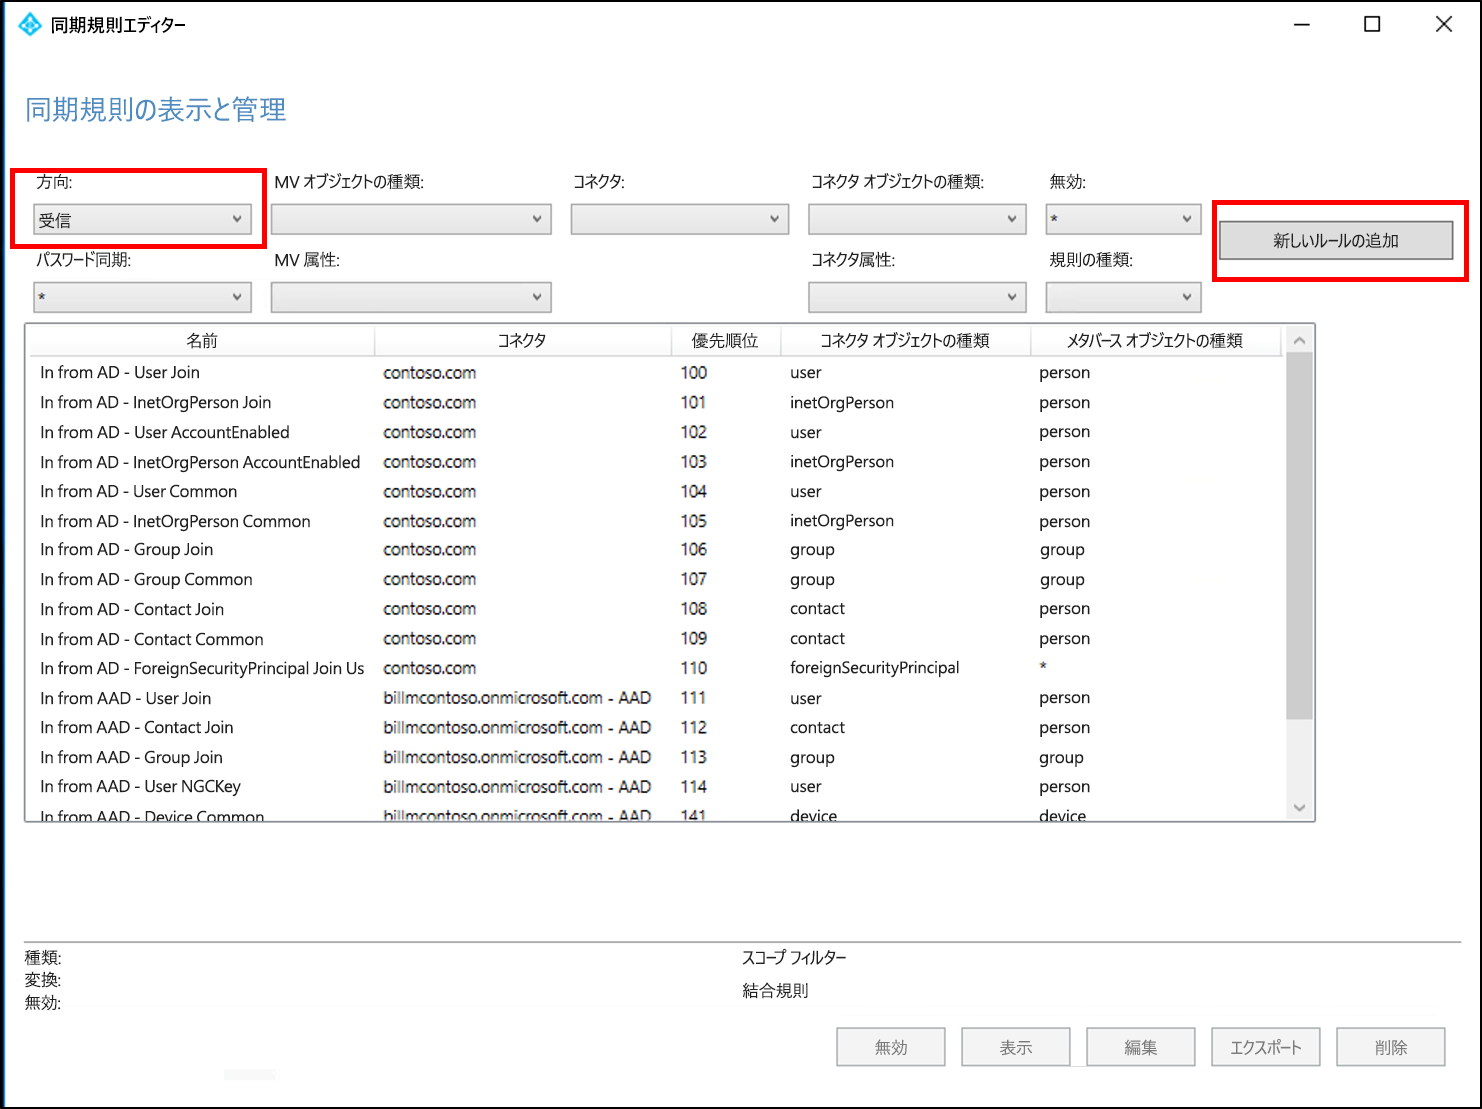 同期規則エディター
同期規則の表示と管理
方向: MV オブジェクトの種類: コネクタ: コネクタ オブジェクトの種類: 無効:
受信 *
新しいルールの追加
パスワード同期: MV 属性: コネクタ属性: 規則の種類:
*
名前 コネクタ 優先順位 コネクタ オブジェクトの種類 メタバース オブジェクトの種類
In from AD - User Join contoso.com 100 user person
In from AD - InetOrgPerson Join contoso.com 101 inetOrgPerson person
In from AD - User AccountEnabled contoso.com 102 user person
In from AD - InetOrgPerson AccountEnabled contoso.com 103 inetOrgPerson person
In from AD - User Common contoso.com 104 user person
In from AD - InetOrgPerson Common contoso.com 105 inetOrgPerson person
In from AD - Group Join contoso.com 106 group group
In from AD - Group Common contoso.com 107 group group
In from AD - Contact Join contoso.com 108 contact person
In from AD - Contact Common contoso.com 109 contact person
In from AD - ForeignSecurityPrincipal Join Us contoso.com 110 foreignSecurityPrincipal *
In from AAD - User Join billmcontoso.onmicrosoft.com - AAD 111 user person
In from AAD - Contact Join billmcontoso.onmicrosoft.com - AAD 112 contact person
In from AAD - Group Join billmcontoso.onmicrosoft.com - AAD 113 group group
In from AAD - User NGCKey billmcontoso.onmicrosoft.com - AAD 114 user person
In from AAD - Device Common billmcontoso.onmicrosoft.com - AAD 141 device device
種類: スコープ フィルター
変換:
結合規則
無効:
無効 表示 編集 エクスポート 削除